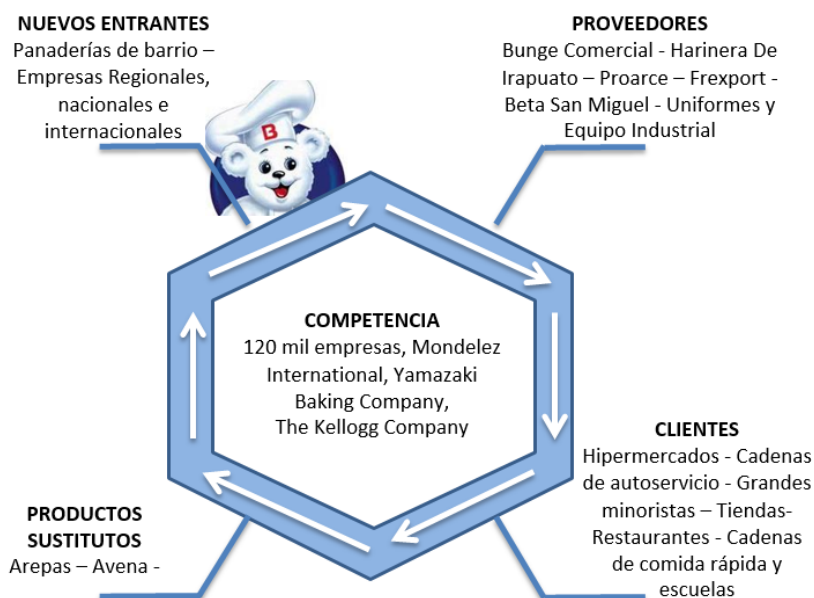 NUEVOS ENTRANTES
Panaderías de barrio –
Empresas Regionales,
nacionales e
internacionales
PROVEEDORES
Bunge Comercial - Harinera De
Irapuato – Proarce – Frexport -
Beta San Miguel - Uniformes y
Equipo Industrial
B
COMPETENCIA
120 mil empresas, Mondelez
International, Yamazaki
Baking Company,
The Kellogg Company
CLIENTES
Hipermercados - Cadenas
de autoservicio - Grandes
minoristas – Tiendas-
Restaurantes - Cadenas
de comida rápida y
escuelas
PRODUCTOS
SUSTITUTOS
Arepas – Avena -